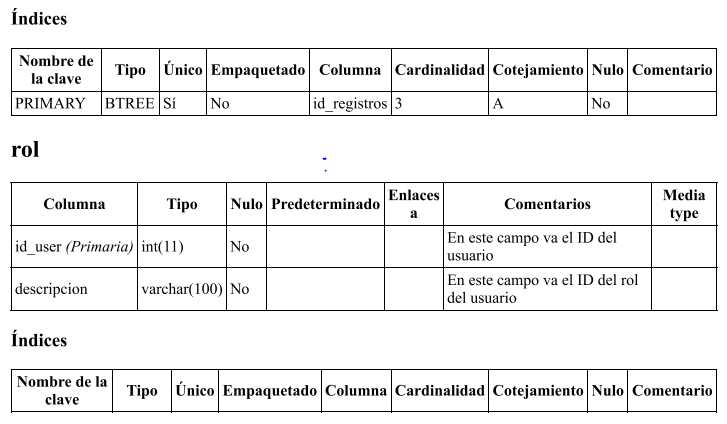 Índices
Nombre de la clave Tipo Único Empaquetado Columna Cardinalidad Cotejamiento Nulo Comentario
PRIMARY BTREE Sí No id_registros 3 A No
rol
Columna Tipo Nulo Predeterminado Enlaces a Comentarios Media type
id_user (Primaria) int(11) No En este campo va el ID del usuario
descripcion varchar(100) No En este campo va el ID del rol del usuario
Índices
Nombre de la clave Tipo Único Empaquetado Columna Cardinalidad Cotejamiento Nulo Comentario